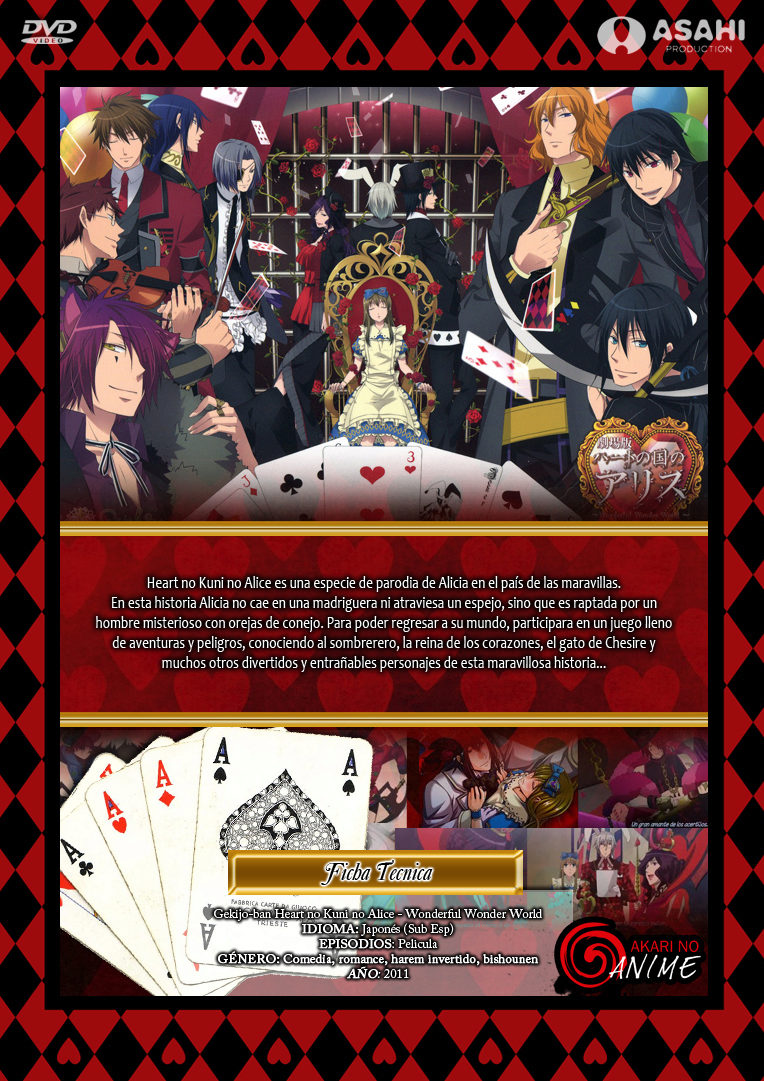 DVD
VIDEO
ASAHI
PRODUCTION
劇場版
ハートの国の
アリス
J
3
Heart no Kuni no Alice es una especie de parodia de Alicia en el país de las maravillas.
En esta historia Alicia no cae en una madriguera ni atraviesa un espejo, sino que es raptada por un
hombre misterioso con orejas de conejo. Para poder regresar a su mundo, participara en un juego lleno
de aventuras y peligros, conociendo al sombrerero, la reina de los corazones, el gato de Chesire y
muchos otros divertidos y entrañables personajes de esta maravillosa historia...
A
A
A
A
A
Un gran amante de los acertijos.
Ficha Tecnica
FABBRICA CARTE DA GIUOCO
TRIESTE
A
Gekijo-ban Heart no Kuni no Alice - Wonderful Wonder World
IDIOMA: Japonés (Sub Esp)
EPISODIOS: Pelicula
GÉNERO: Comedia, romance, harem invertido, bishounen
AÑO: 2011
AKARI NO
ANIME